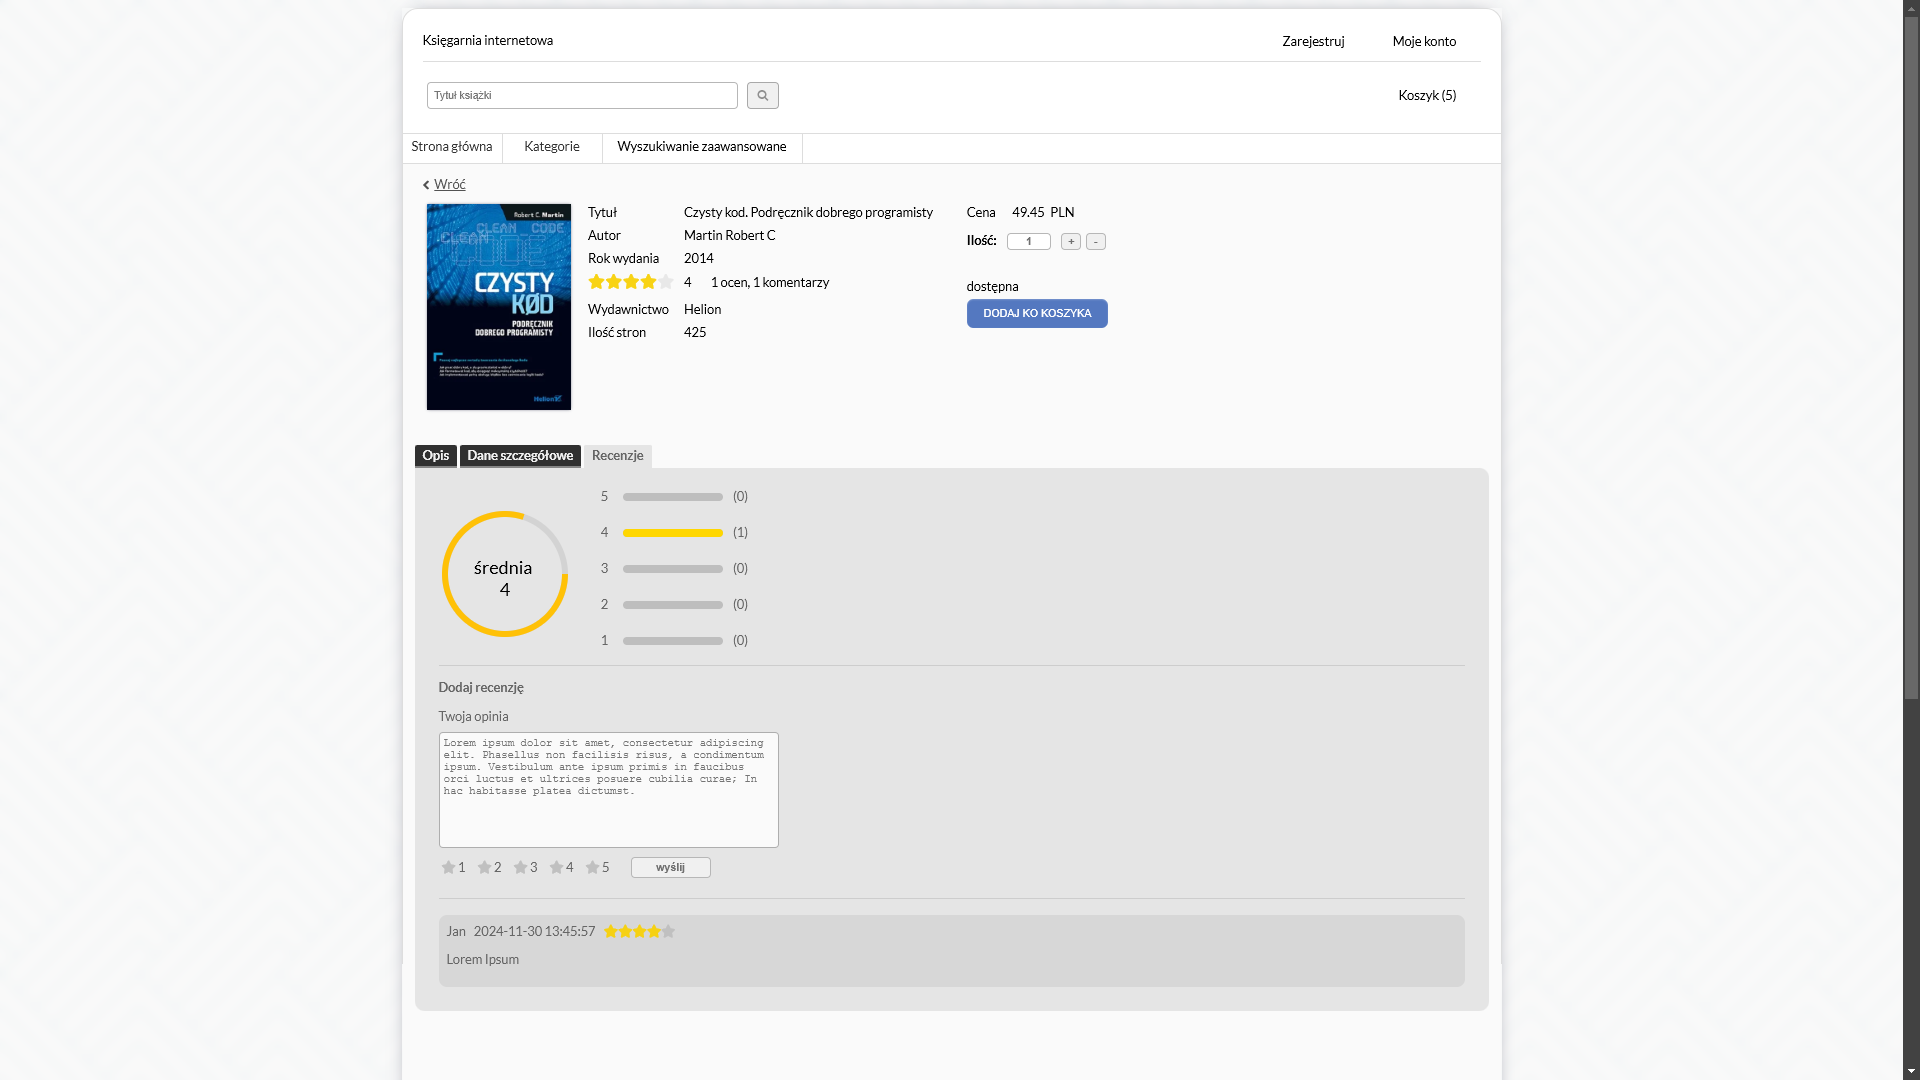 Księgarnia internetowa
Zarejestruj
Moje konto
Tytuł książki
Koszyk (5)
Strona główna
Kategorie
Wyszukiwanie zaawansowane
Wróć
Robert C. Martin
CLEAN CODE
CLEAN
CODE
CZYSTY
KØD
PODRĘCZNIK
DOBREGO PROGRAMISTY
Helion
Tytuł Czysty kod. Podręcznik dobrego programisty
Autor Martin Robert C
Rok wydania 2014
4 1 ocen, 1 komentarzy
Wydawnictwo Helion
Ilość stron 425
Cena 49.45 PLN
Ilość: 1 + -
dostępna
DODAJ KO KOSZYKA
Opis
Dane szczegółowe
Recenzje
średnia
4
5 (0)
4 (1)
3 (0)
2 (0)
1 (0)
Dodaj recenzję
Twoja opinia
Lorem ipsum dolor sit amet, consectetur adipiscing
elit. Phasellus non facilisis risus, a condimentum
ipsum. Vestibulum ante ipsum primis in faucibus
orci luctus et ultrices posuere cubilia curae; In
hac habitasse platea dictumst.
1 2 3 4 5 wyślij
Jan 2024-11-30 13:45:57
Lorem Ipsum